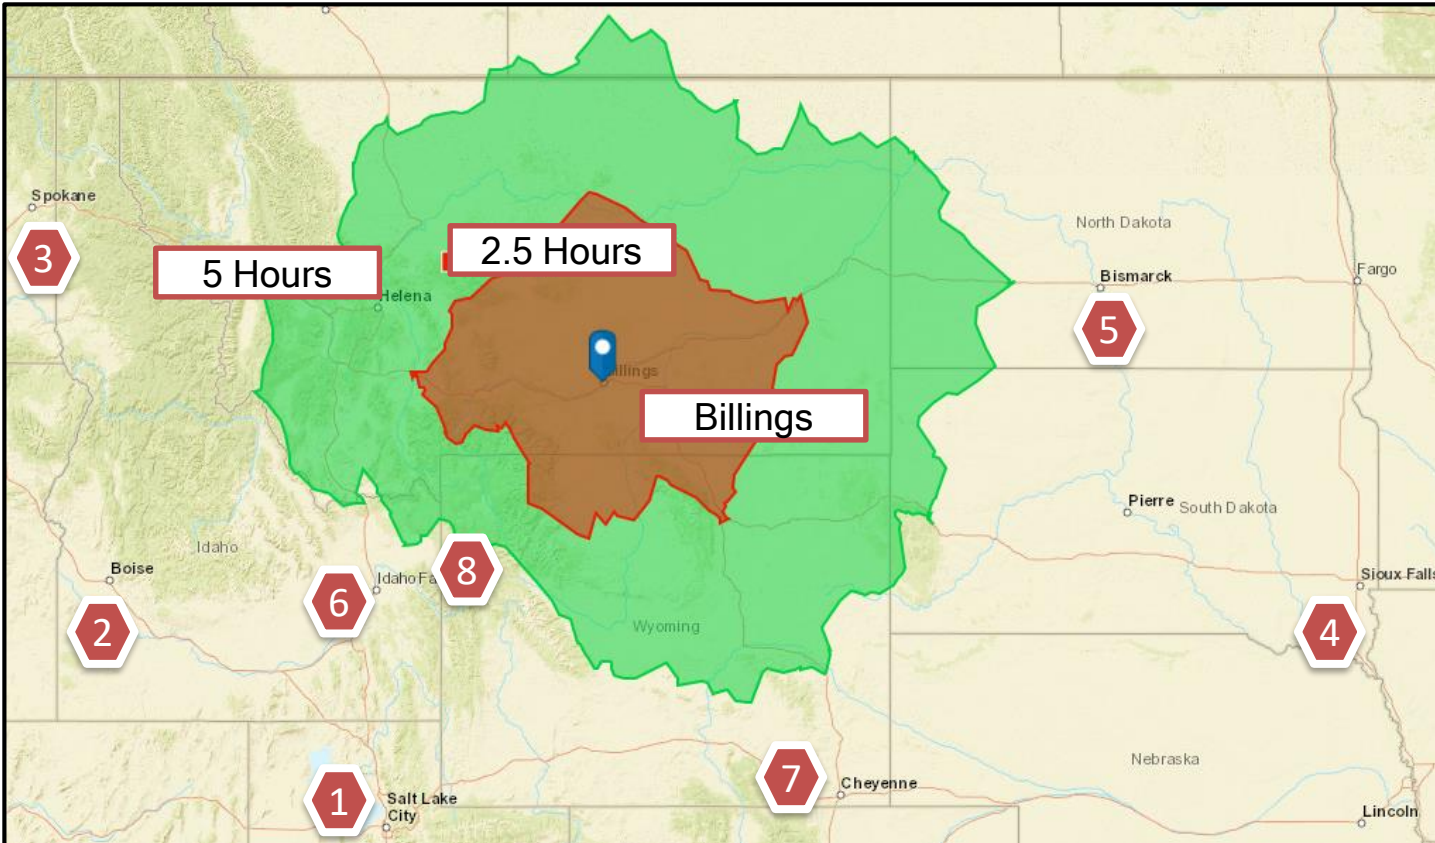 Spokane
3
5 Hours
2.5 Hours
Helena
North Dakota
Bismarck
Fargo
5
illings
Billings
Pierre
South Dakota
Idaho
Boise
2
6
Idaho Fa
8
Wyoming
Sioux Falls
4
Nebraska
7
Cheyenne
1
Salt Lake
City
Lincoln